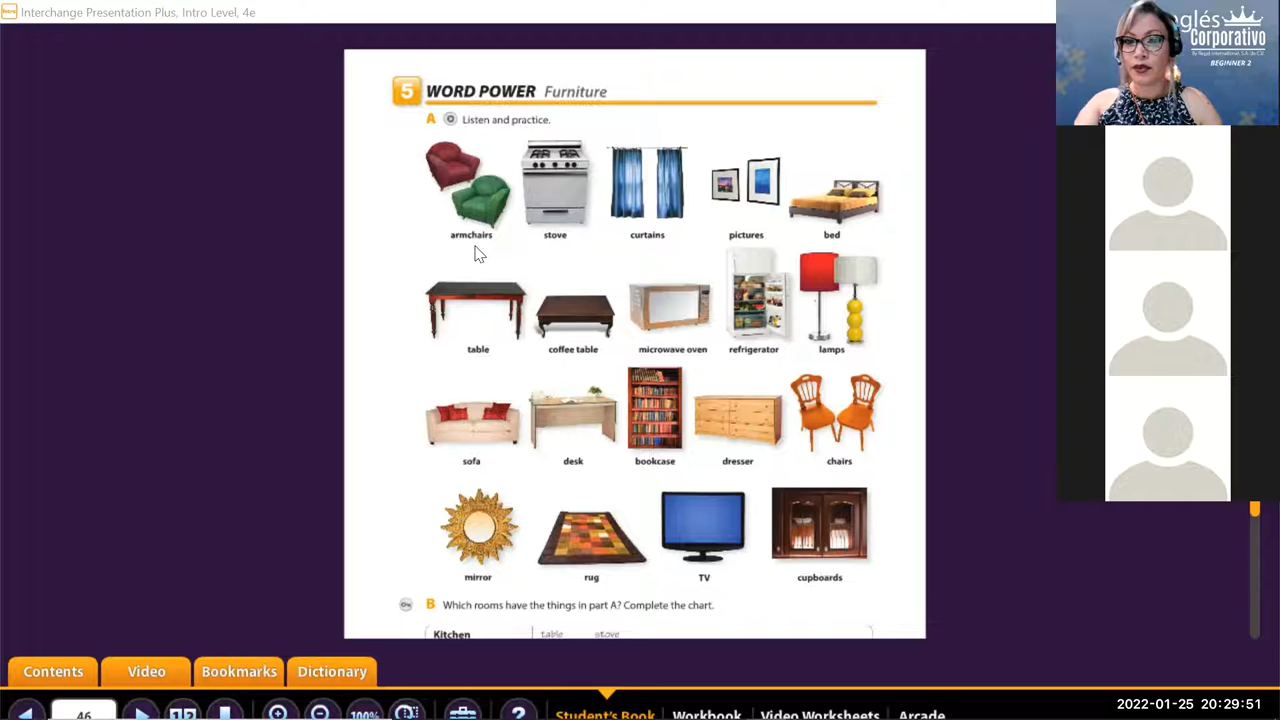 Interchange Presentation Plus, Intro Level, 4e
Inglés
Corporativo
BEGINNER 2
5 WORD POWER Furniture
A Listen and practice.
armchairs stove curtains pictures bed
table coffee table microwave oven refrigerator lamps
sofa desk bookcase dresser chairs
mirror rug TV cupboards
B Which rooms have the things in part A? Complete the chart.
Kitchen table stove
Contents Video Bookmarks Dictionary
46 100% ? Student's Book Workbook Video Worksheets Arcade
2022-01-25 20:29:51